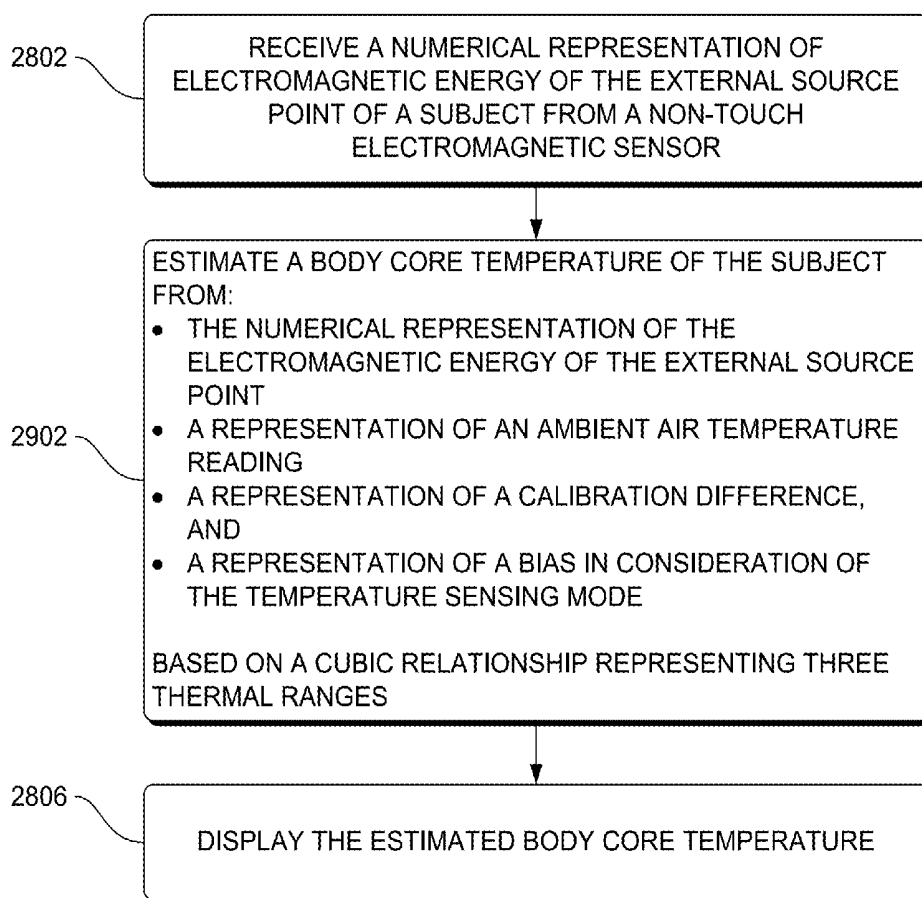 2802
RECEIVE A NUMERICAL REPRESENTATION OF
ELECTROMAGNETIC ENERGY OF THE EXTERNAL SOURCE
POINT OF A SUBJECT FROM A NON-TOUCH
ELECTROMAGNETIC SENSOR
2902
ESTIMATE A BODY CORE TEMPERATURE OF THE SUBJECT
FROM:
• THE NUMERICAL REPRESENTATION OF THE
ELECTROMAGNETIC ENERGY OF THE EXTERNAL SOURCE
POINT
• A REPRESENTATION OF AN AMBIENT AIR TEMPERATURE
READING
• A REPRESENTATION OF A CALIBRATION DIFFERENCE,
AND
• A REPRESENTATION OF A BIAS IN CONSIDERATION OF
THE TEMPERATURE SENSING MODE
BASED ON A CUBIC RELATIONSHIP REPRESENTING THREE
THERMAL RANGES
2806
DISPLAY THE ESTIMATED BODY CORE TEMPERATURE